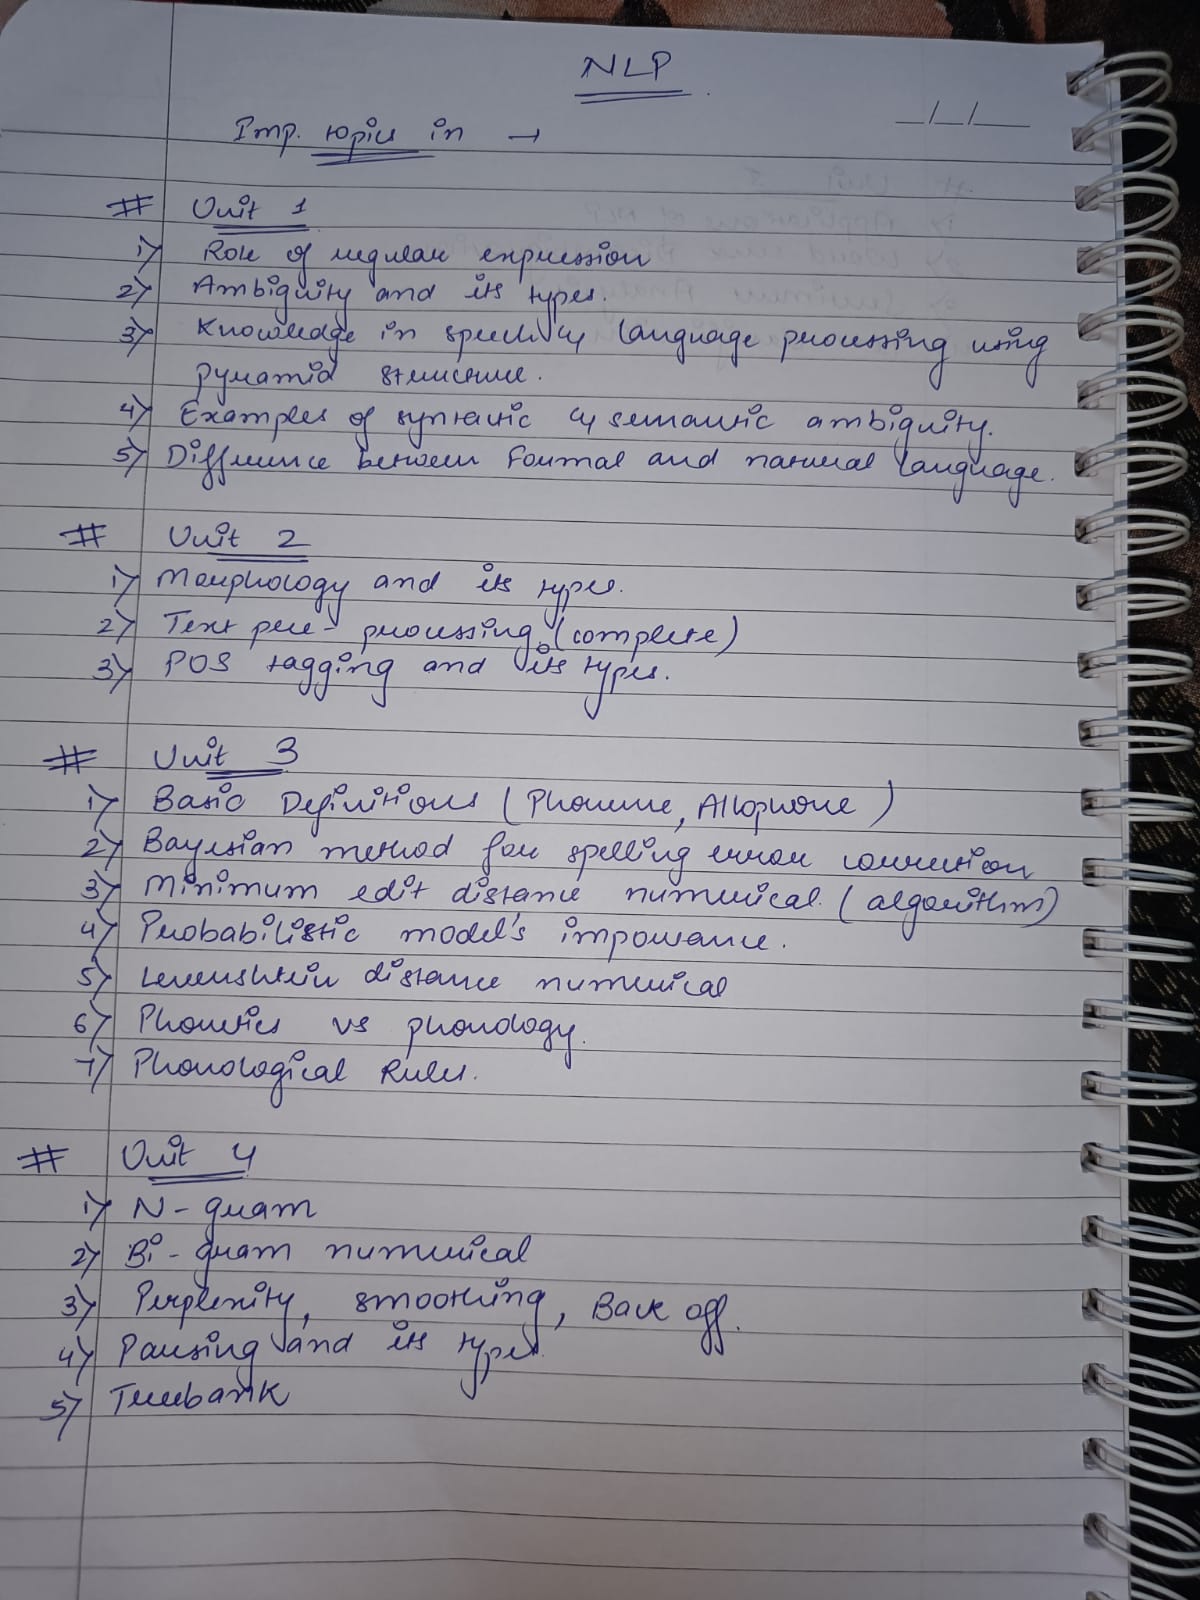 NLP
__/__/____
Imp. topics in →
# Unit 1
1) Role of regular expression
2) Ambiguity and its types.
3) Knowledge in speech & language processing using
pyramid structure.
4) Examples of syntactic & semantic ambiguity.
5) Difference between Formal and natural language.
# Unit 2
1) Morphology and its types.
2) Text pre-processing (complete)
3) POS tagging and its types.
# Unit 3
1) Basic Definitions (Phoneme, Allophone)
2) Bayesian method for spelling error correction
3) Minimum edit distance numerical. (algorithm)
4) Probabilistic model's importance.
5) Levenshtein distance numerical
6) Phonetics vs phonology.
7) Phonological Rules.
# Unit 4
1) N-gram
2) Bi-gram numerical
3) Perplexity, smoothing, Back off.
4) Parsing and its types.
5) Treebank